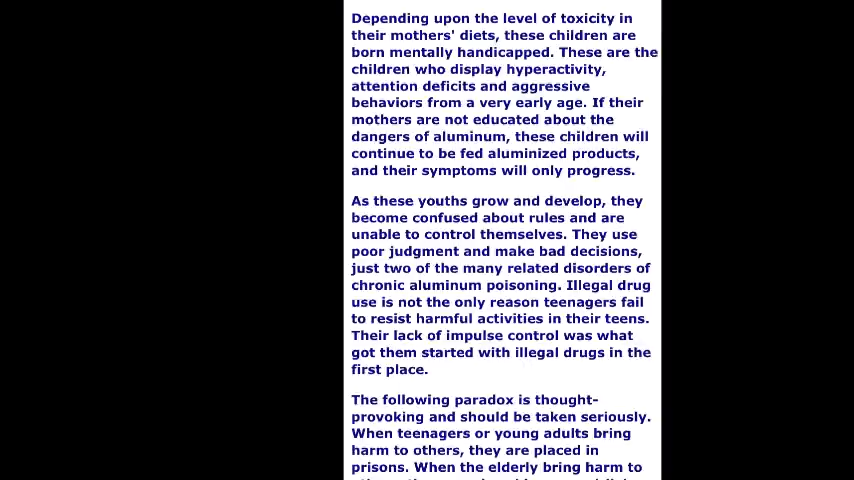 Depending upon the level of toxicity in
their mothers' diets, these children are
born mentally handicapped. These are the
children who display hyperactivity,
attention deficits and aggressive
behaviors from a very early age. If their
mothers are not educated about the
dangers of aluminum, these children will
continue to be fed aluminized products,
and their symptoms will only progress.
As these youths grow and develop, they
become confused about rules and are
unable to control themselves. They use
poor judgment and make bad decisions,
just two of the many related disorders of
chronic aluminum poisoning. Illegal drug
use is not the only reason teenagers fail
to resist harmful activities in their teens.
Their lack of impulse control was what
got them started with illegal drugs in the
first place.
The following paradox is thought-
provoking and should be taken seriously.
When teenagers or young adults bring
harm to others, they are placed in
prisons. When the elderly bring harm to